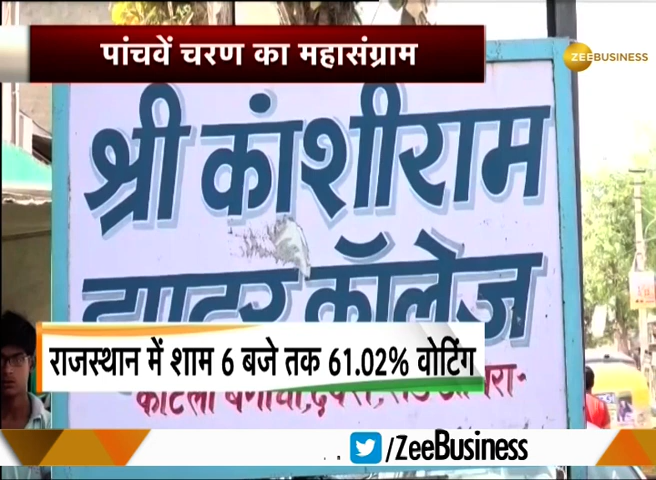 पांचवें चरण का महासंग्राम
ZEEBUSINESS
श्री कांशीराम
कॉलेज
राजस्थान में शाम 6 बजे तक 61.02% वोटिंग
/ZeeBusiness